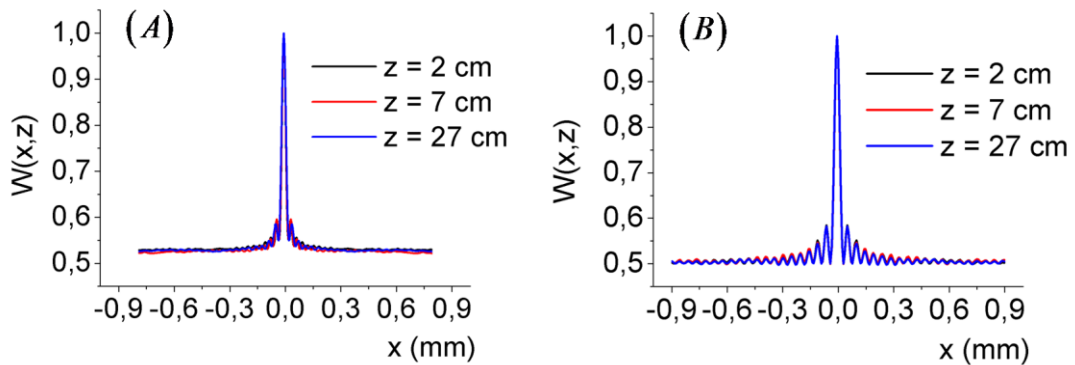 (A)
1,0
0,9
0,8
0,7
0,6
0,5
W(x,z)
z = 2 cm
z = 7 cm
z = 27 cm
-0,9 -0,6 -0,3 0,0 0,3 0,6 0,9
x (mm)
(B)
1,0
0,9
0,8
0,7
0,6
0,5
W(x,z)
z = 2 cm
z = 7 cm
z = 27 cm
-0,9 -0,6 -0,3 0,0 0,3 0,6 0,9
x (mm)